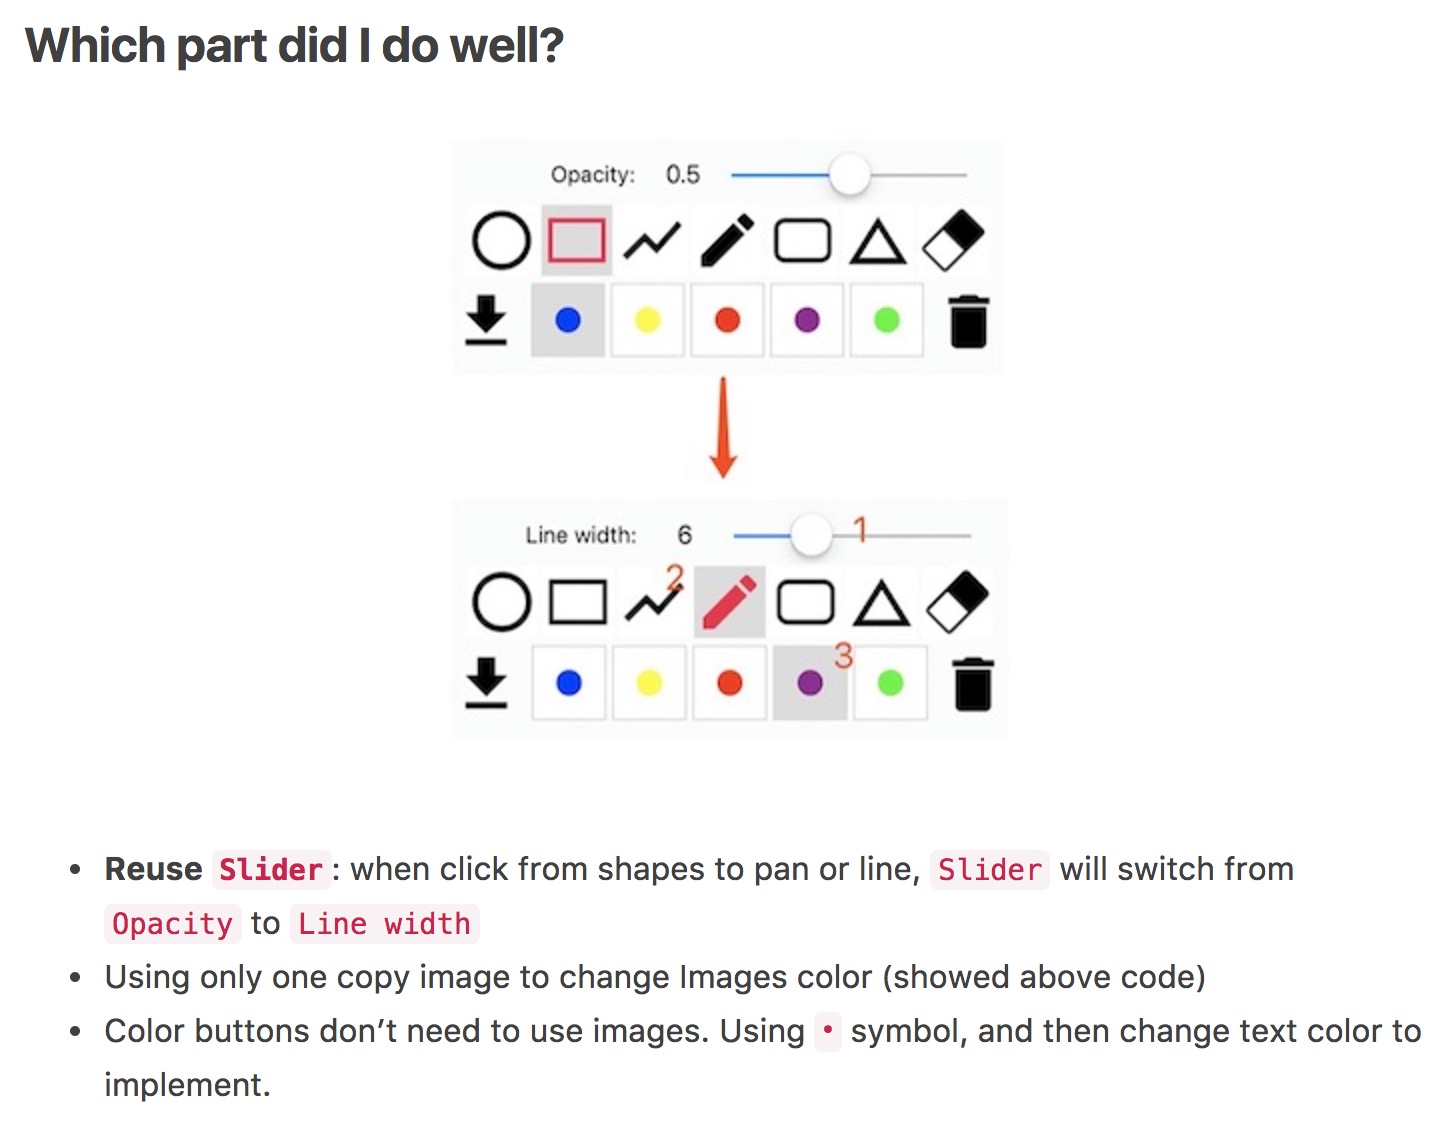 Which part did I do well?
Opacity: 0.5
Line width: 6 1
2
3
• Reuse Slider: when click from shapes to pan or line, Slider will switch from
Opacity to Line width
• Using only one copy image to change Images color (showed above code)
• Color buttons don’t need to use images. Using • symbol, and then change text color to
implement.